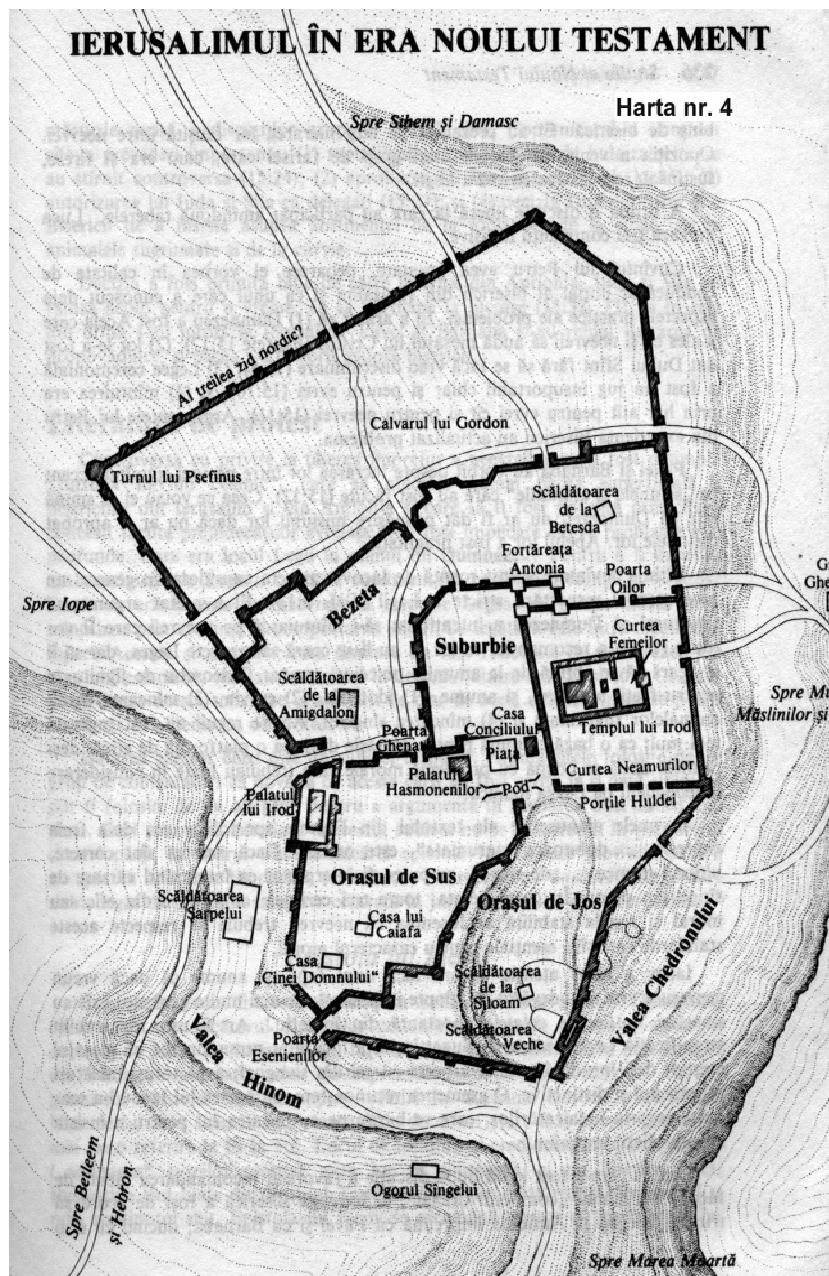 IERUSALIMUL ÎN ERA NOULUI TESTAMENT
Harta nr. 4
Spre Sihem și Damasc
Al treilea zid nordic?
Calvarul lui Gordon
Turnul lui Psefinus
Scăldătoarea
de la
Betesda
Fortăreața
Antonia
Poarta
Oilor
Spre Iope
Bezeta
Suburbie
Curtea
Femeilor
Scăldătoarea
de la
Amigdalon
Spre
Măslinilor și
Casa
Conciliului
Templul lui Irod
Poarta
Ghenat
Piața
Palatul
Hasmonenilor
Curtea Neamurilor
Pod
Porțile Huldei
Palatul
lui Irod
Orașul de Sus
Orașul de Jos
Scăldătoarea
Șarpelui
Casa lui
Caiafa
Casa
„Cinei Domnului“
Scăldătoarea
de la
Siloam
Valea Chedronului
Scăldătoarea
Veche
Poarta
Esenienilor
Valea
Hinom
Spre Betleem
și Hebron
Ogorul Sîngelui
Spre Marea Moartă